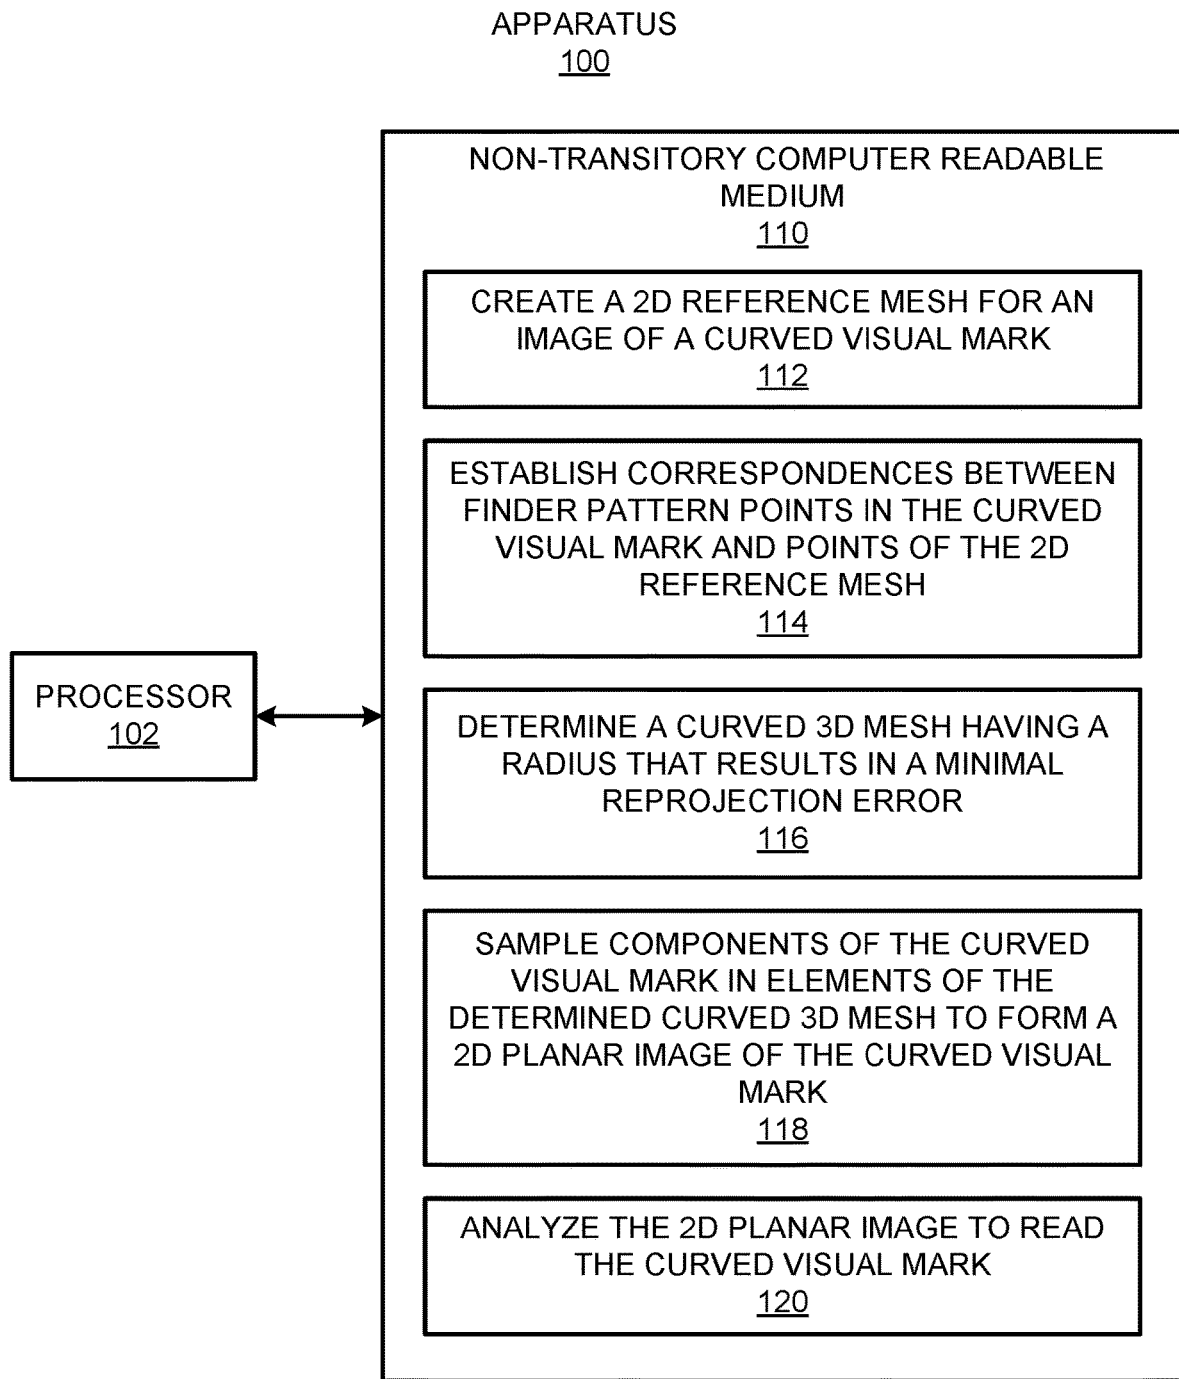 APPARATUS
100
NON-TRANSITORY COMPUTER READABLE
MEDIUM
110
CREATE A 2D REFERENCE MESH FOR AN
IMAGE OF A CURVED VISUAL MARK
112
ESTABLISH CORRESPONDENCES BETWEEN
FINDER PATTERN POINTS IN THE CURVED
VISUAL MARK AND POINTS OF THE 2D
REFERENCE MESH
114
PROCESSOR
102
DETERMINE A CURVED 3D MESH HAVING A
RADIUS THAT RESULTS IN A MINIMAL
REPROJECTION ERROR
116
SAMPLE COMPONENTS OF THE CURVED
VISUAL MARK IN ELEMENTS OF THE
DETERMINED CURVED 3D MESH TO FORM A
2D PLANAR IMAGE OF THE CURVED VISUAL
MARK
118
ANALYZE THE 2D PLANAR IMAGE TO READ
THE CURVED VISUAL MARK
120